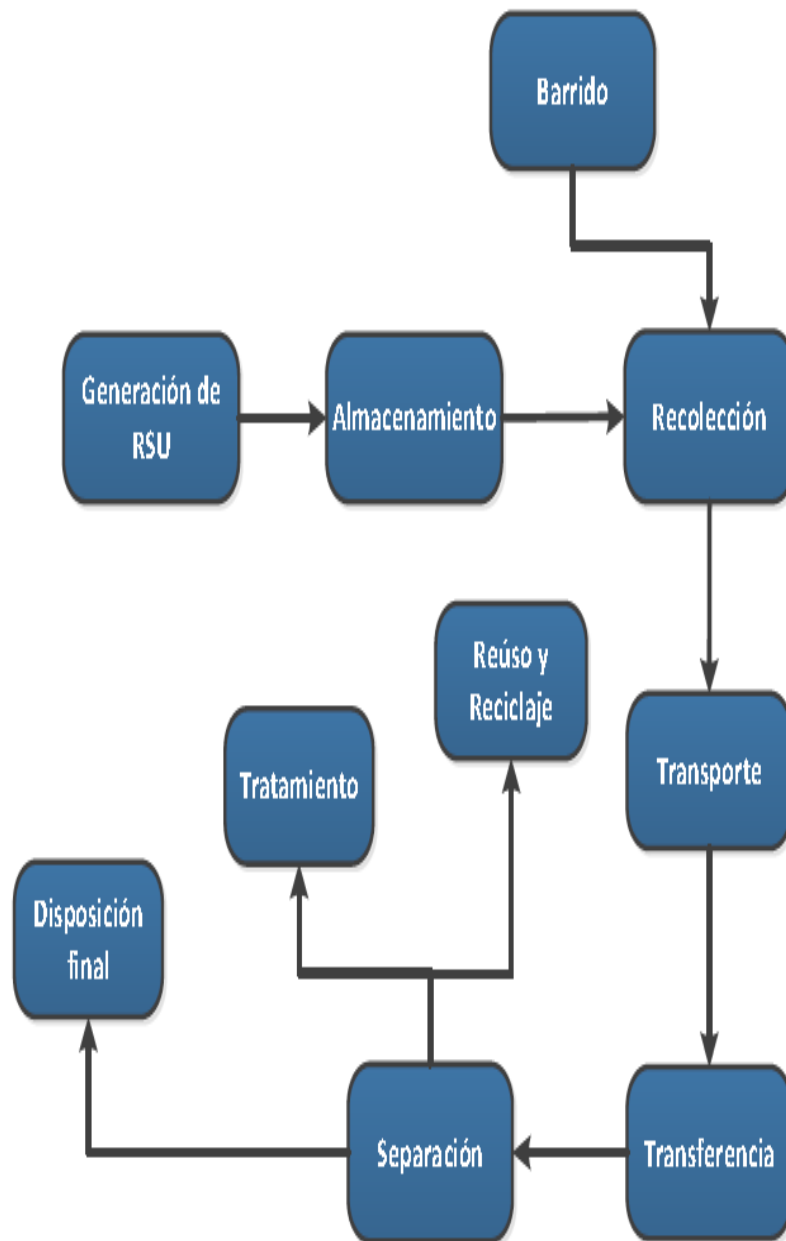 Barrido
Generación de
RSU
Almacenamiento
Recolección
Reúso y
Reciclaje
Tratamiento
Transporte
Disposición
final
Separación
Transferencia